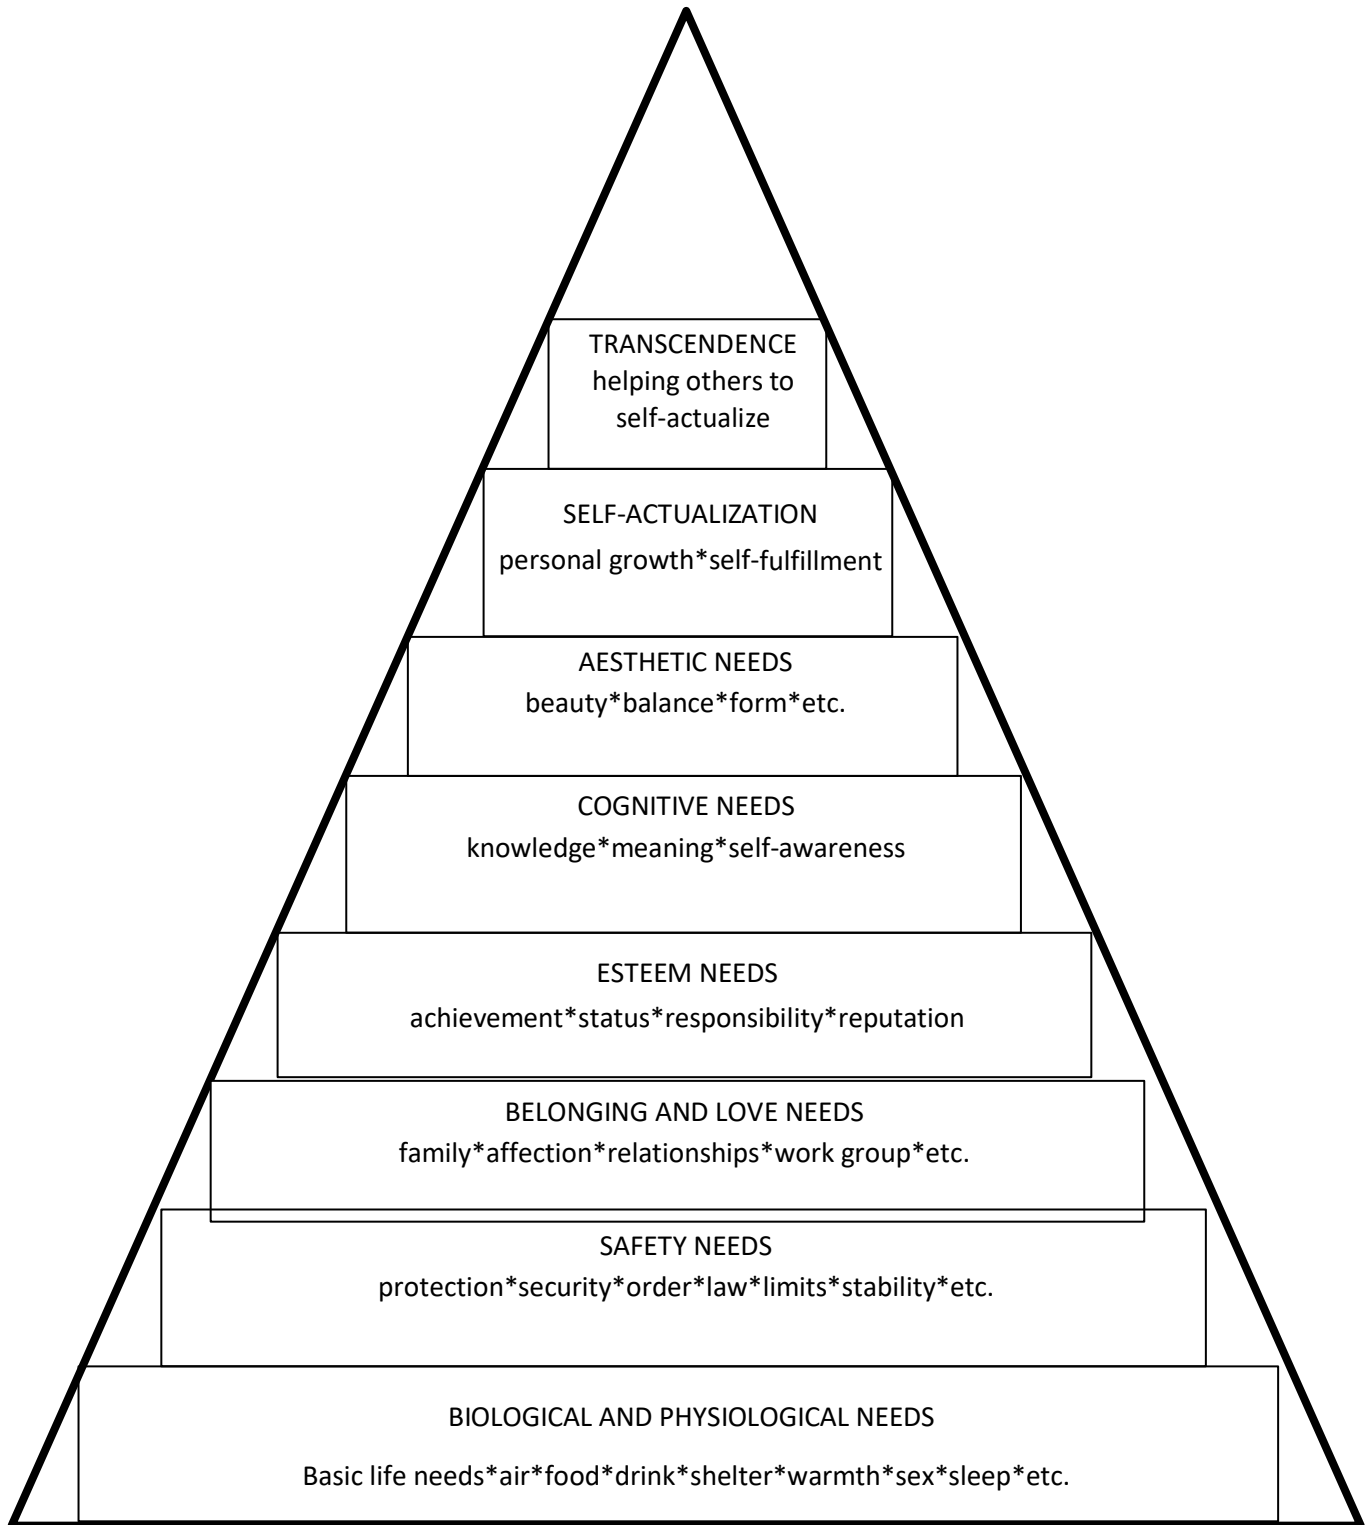 TRANSCENDENCE
helping others to
self-actualize
SELF-ACTUALIZATION
personal growth*self-fulfillment
AESTHETIC NEEDS
beauty*balance*form*etc.
COGNITIVE NEEDS
knowledge*meaning*self-awareness
ESTEEM NEEDS
achievement*status*responsibility*reputation
BELONGING AND LOVE NEEDS
family*affection*relationships*work group*etc.
SAFETY NEEDS
protection*security*order*law*limits*stability*etc.
BIOLOGICAL AND PHYSIOLOGICAL NEEDS
Basic life needs*air*food*drink*shelter*warmth*sex*sleep*etc.